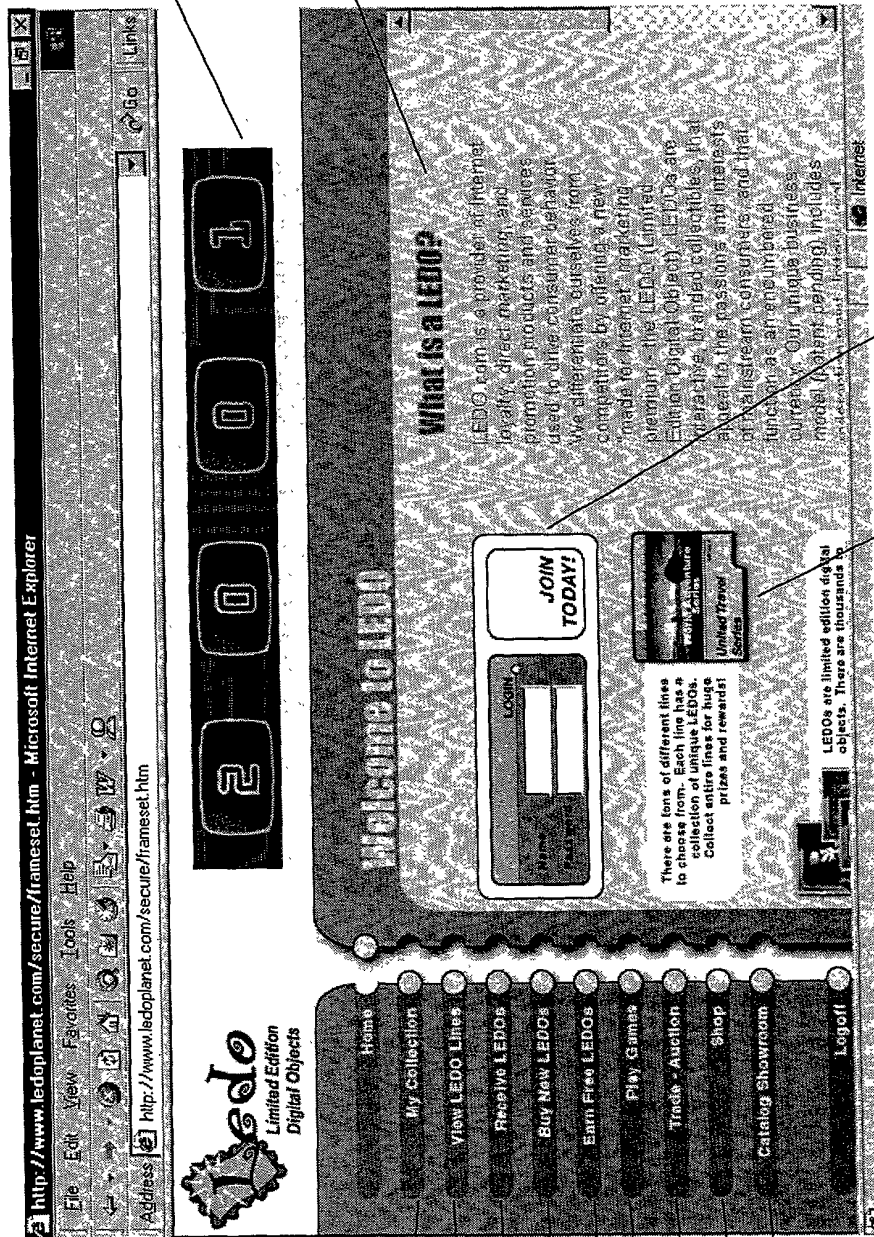 http://www.ledoplanet.com/secure/frameset.htm - Microsoft Internet Explorer
File Edit View Favorites Tools Help
Address http://www.ledoplanet.com/secure/frameset.htm
Go Links
Ledo
Limited Edition
Digital Objects
2 0 0 1
Home
My Collection
View LEDO Lines
Receive LEDOs
Buy New LEDOs
Earn Free LEDOs
Play Games
Trade - Auction
Shop
Catalog Showroom
Logoff
Welcome to LEDO
LOGIN
Name
Password
JOIN
TODAY!
There are tons of different lines
to choose from. Each line has a
collection of unique LEDOs.
Collect entire lines for huge
prizes and rewards!
Adventure
Series
United Travel
Series
LEDOs are limited edition digital
objects. There are thousands to
What is a LEDO?
LEDO.com is a provider of Internet
loyalty, direct marketing, and
promotion products and services
used to drive consumer behavior.
We differentiate ourselves from
competitors by offering a new,
"made for Internet" marketing
premium - the LEDO (Limited
Edition Digital Object). LEDOs are
interactive, branded collectibles that
appeal to the passions and interests
of mainstream consumers, and that
function as an numbered
currency. Our unique business
model (patent pending) includes
Internet